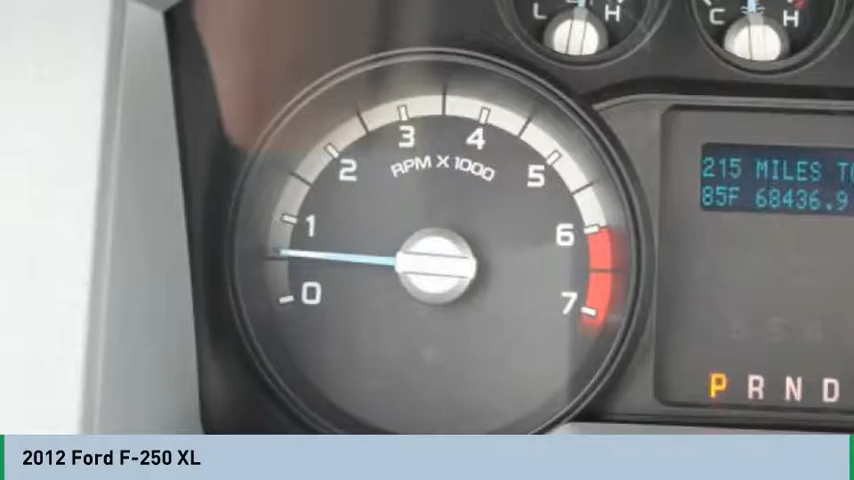 L H C H
0 1 2 3 4 5 6 7
RPM X 1000
215 MILES TO
85F 68436.9
P R N D
2012 Ford F-250 XL